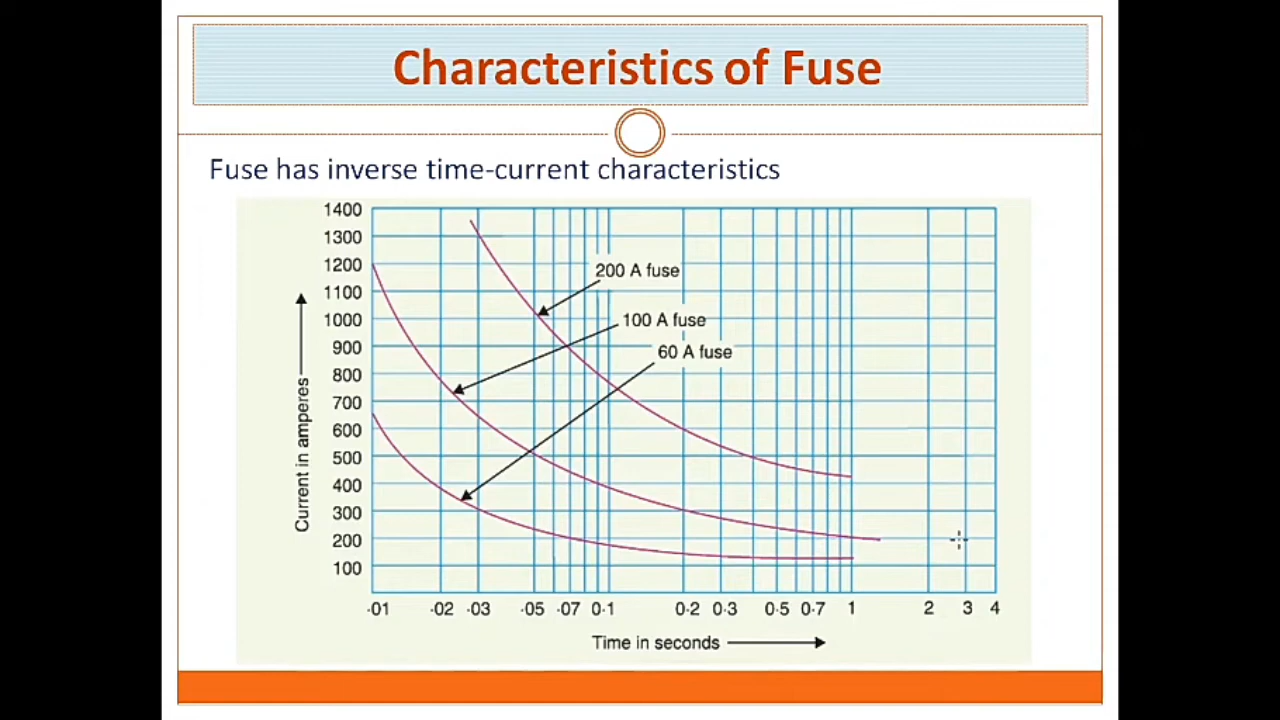 Characteristics of Fuse
Fuse has inverse time-current characteristics
1400
1300
1200
1100
1000
900
800
700
600
500
400
300
200
100
Current in amperes
200 A fuse
100 A fuse
60 A fuse
·01 ·02 ·03 ·05 ·07 0·1 0·2 0·3 0·5 0·7 1 2 3 4
Time in seconds